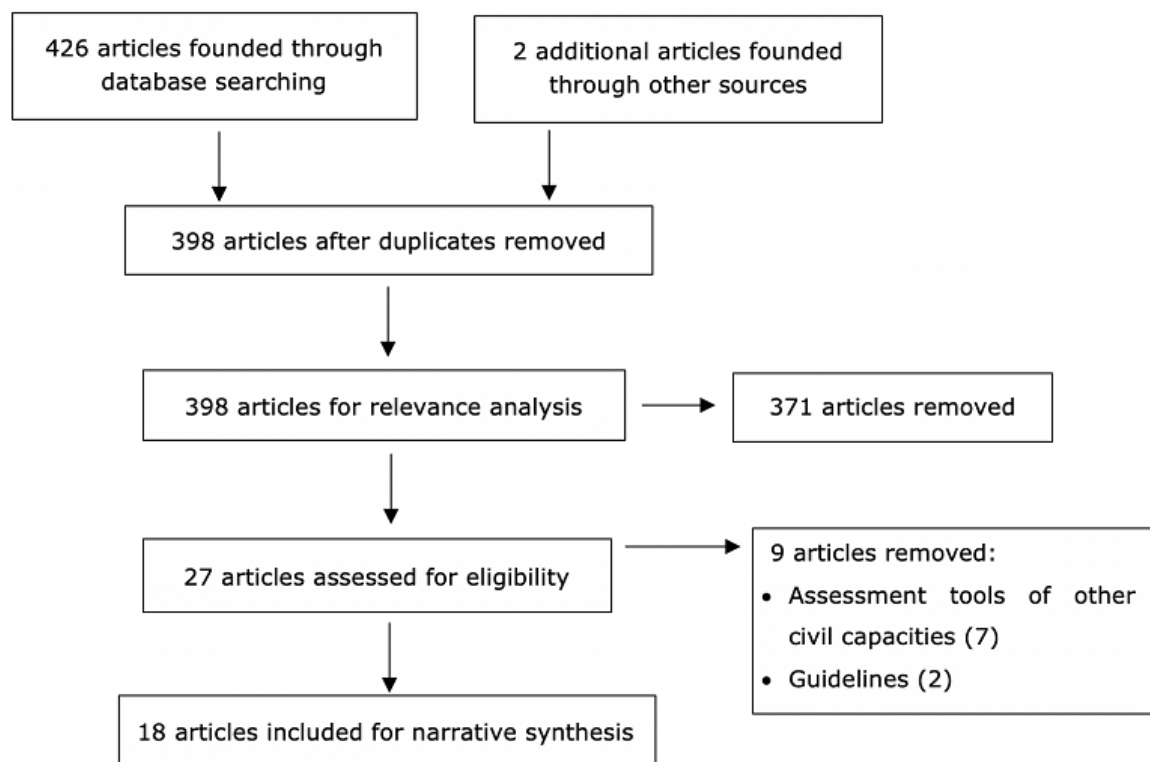 426 articles founded through
database searching
2 additional articles founded
through other sources
398 articles after duplicates removed
398 articles for relevance analysis
371 articles removed
27 articles assessed for eligibility
9 articles removed:
• Assessment tools of other
civil capacities (7)
• Guidelines (2)
18 articles included for narrative synthesis